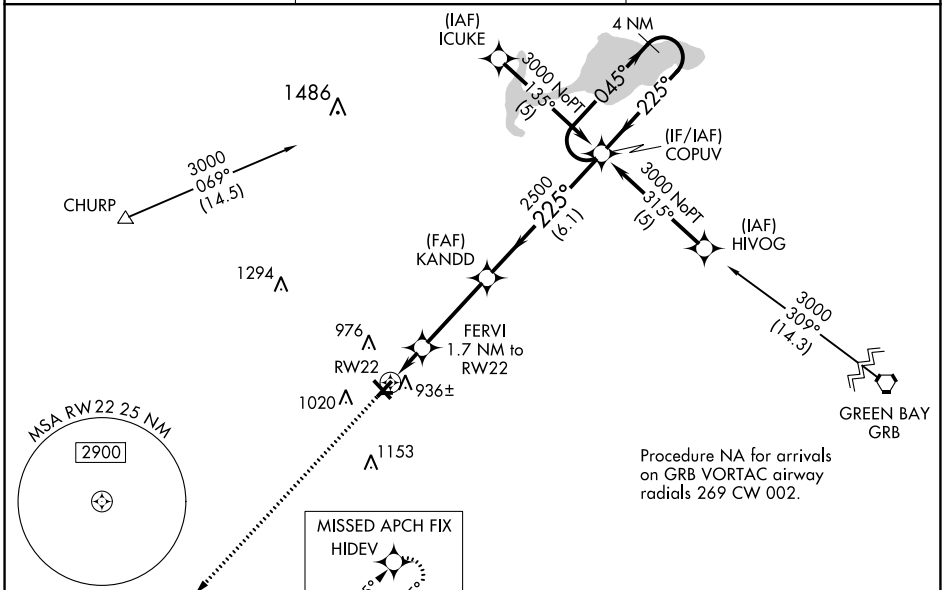 (IAF)
ICUKE
4 NM
3000 NoPT
135°
(5)
045°
225°
1486
(IF/IAF)
COPUV
3000
069°
(14.5)
CHURP
2500
225°
(6.1)
3000 NoPT
315°
(5)
(IAF)
HIVOG
(FAF)
KANDD
1294
3000
309°
(14.3)
976
FERVI
1.7 NM to
RW22
RW22
936±
1020
GREEN BAY
GRB
MSA RW 22 25 NM
2900
1153
Procedure NA for arrivals
on GRB VORTAC airway
radials 269 CW 002.
MISSED APCH FIX
HIDEV